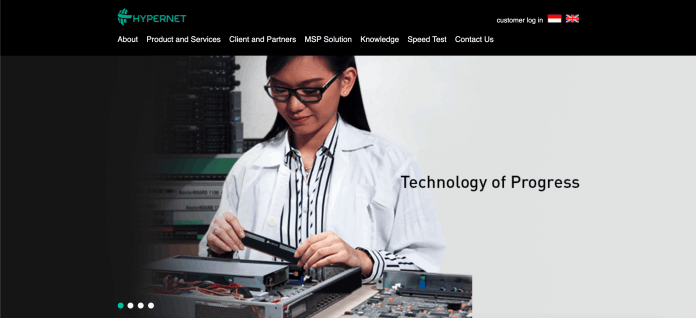 HYPERNET
customer log in
About Product and Services Client and Partners MSP Solution Knowledge Speed Test Contact Us
Technology of Progress